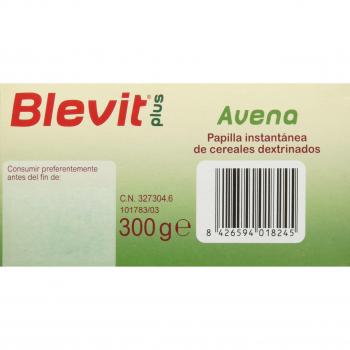 Blevit plus
Avena
Papilla instantánea
de cereales dextrinados
Consumir preferentemente
antes del fin de:
C.N. 327304.6
101783/03
300 g e
8 426594 018245